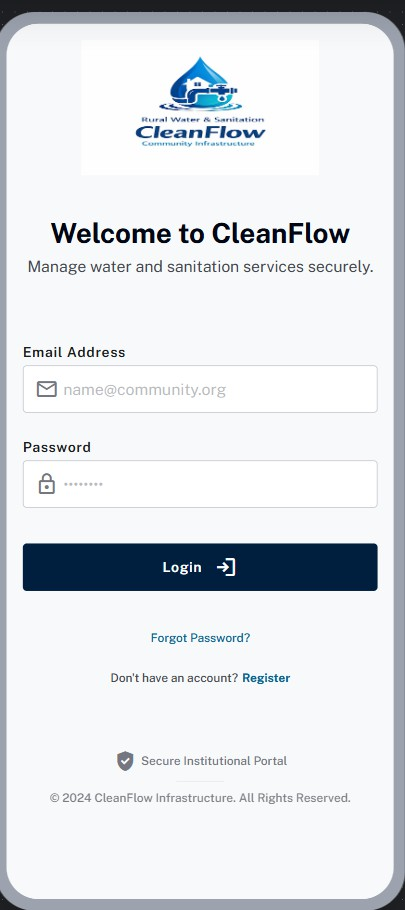 Rural Water & Sanitation
CleanFlow
Community Infrastructure
Welcome to CleanFlow
Manage water and sanitation services securely.
Email Address
name@community.org
Password
••••••••
Login
Forgot Password?
Don't have an account? Register
Secure Institutional Portal
© 2024 CleanFlow Infrastructure. All Rights Reserved.